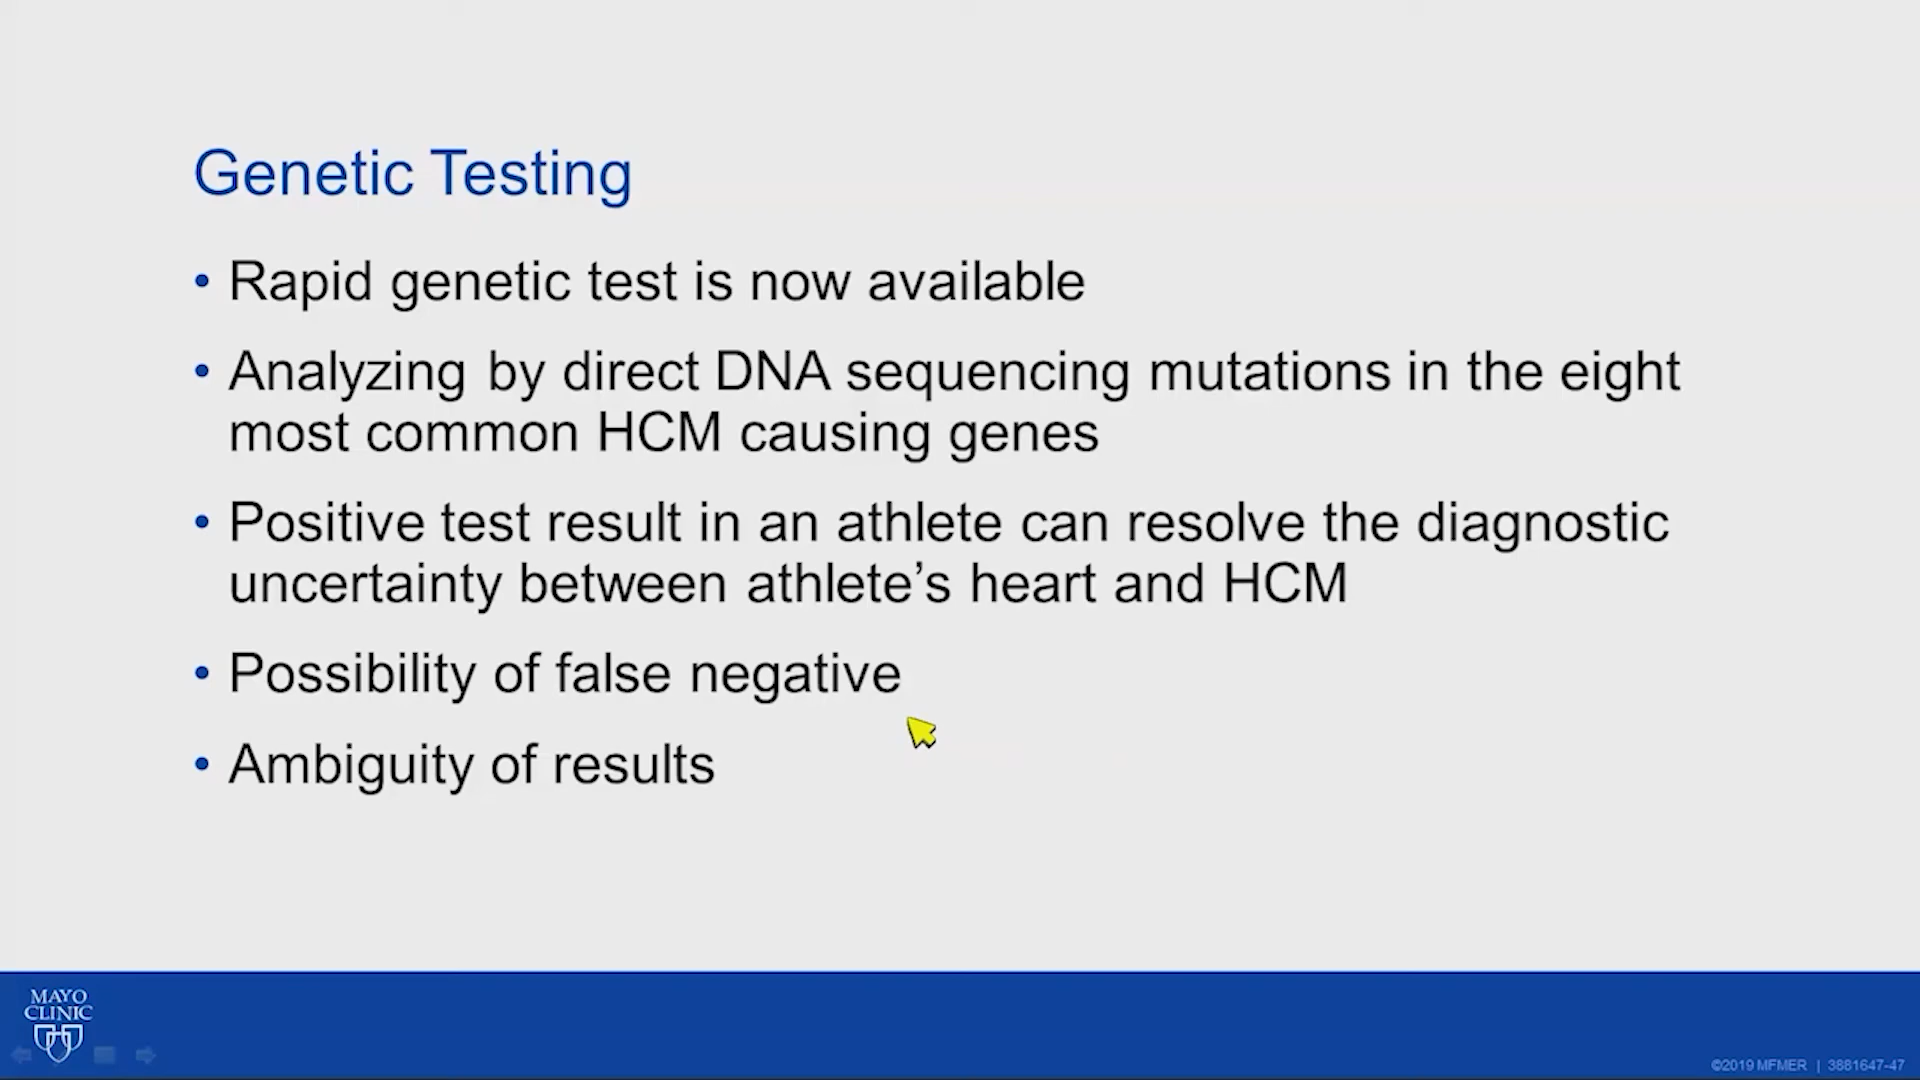 Genetic Testing
• Rapid genetic test is now available
• Analyzing by direct DNA sequencing mutations in the eight
most common HCM causing genes
• Positive test result in an athlete can resolve the diagnostic
uncertainty between athlete’s heart and HCM
• Possibility of false negative
• Ambiguity of results
MAYO
CLINIC
©2019 MFMER | 3881647-47